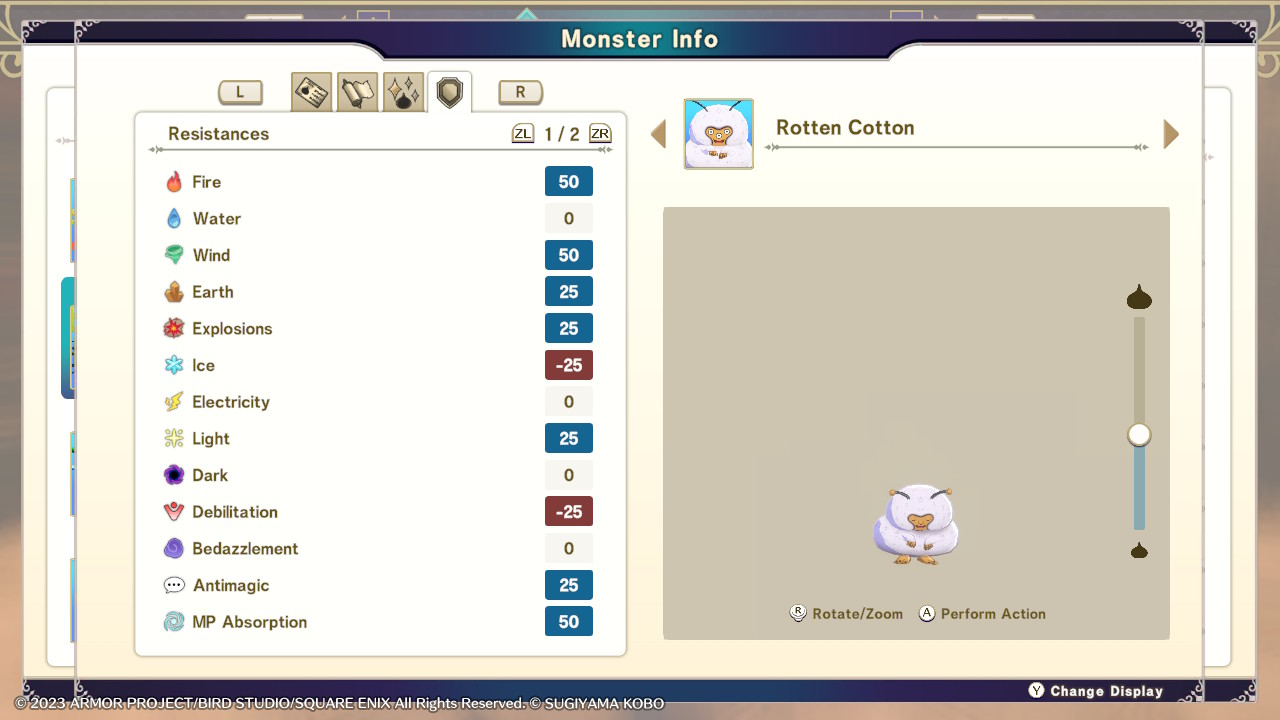 Monster Info
L
R
Resistances
ZL 1 / 2 ZR
Fire 50
Water 0
Wind 50
Earth 25
Explosions 25
Ice -25
Electricity 0
Light 25
Dark 0
Debilitation -25
Bedazzlement 0
Antimagic 25
MP Absorption 50
Rotten Cotton
R Rotate/Zoom A Perform Action
Y Change Display
© 2023 ARMOR PROJECT/BIRD STUDIO/SQUARE ENIX All Rights Reserved. © SUGIYAMA KOBO